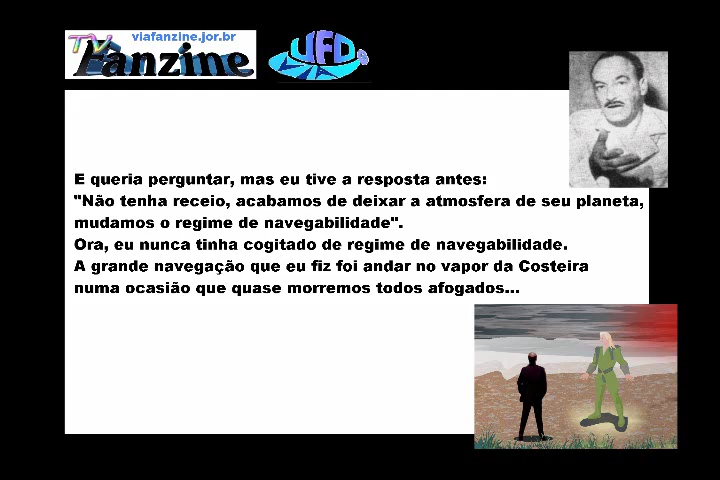 viafanzine.jor.br
TV Fanzine
UFO
VIA
E queria perguntar, mas eu tive a resposta antes:
"Não tenha receio, acabamos de deixar a atmosfera de seu planeta,
mudamos o regime de navegabilidade".
Ora, eu nunca tinha cogitado de regime de navegabilidade.
A grande navegação que eu fiz foi andar no vapor da Costeira
numa ocasião que quase morremos todos afogados...